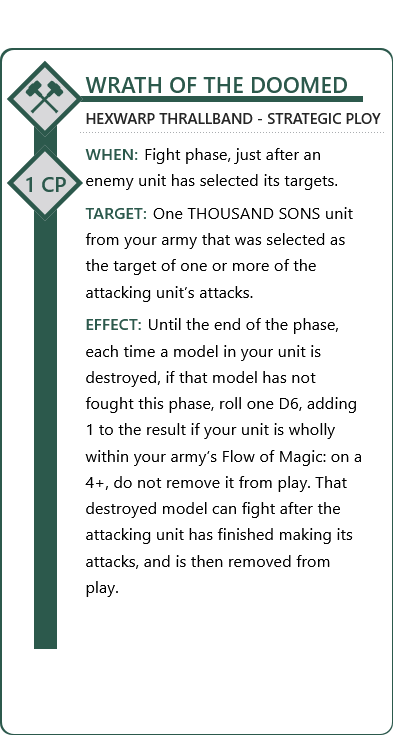 WRATH OF THE DOOMED
HEXWARP THRALLBAND - STRATEGIC PLOY
1 CP
WHEN: Fight phase, just after an
enemy unit has selected its targets.
TARGET: One THOUSAND SONS unit
from your army that was selected as
the target of one or more of the
attacking unit’s attacks.
EFFECT: Until the end of the phase,
each time a model in your unit is
destroyed, if that model has not
fought this phase, roll one D6, adding
1 to the result if your unit is wholly
within your army’s Flow of Magic: on a
4+, do not remove it from play. That
destroyed model can fight after the
attacking unit has finished making its
attacks, and is then removed from
play.